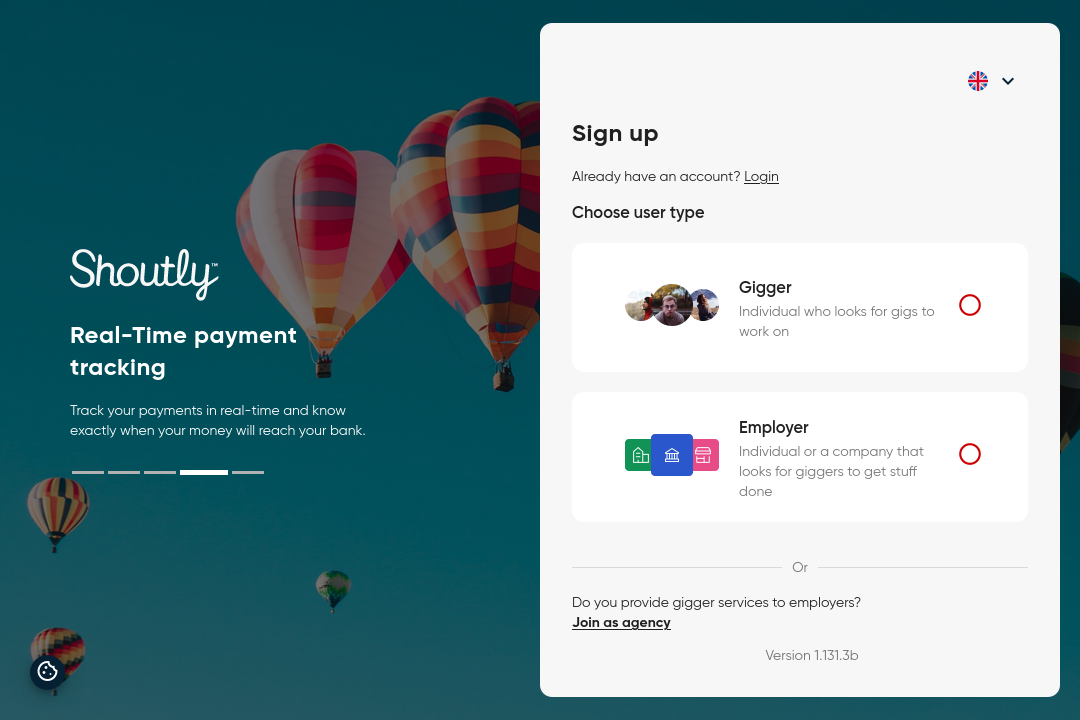 Shoutly™
Real-Time payment
tracking
Track your payments in real-time and know
exactly when your money will reach your bank.
Sign up
Already have an account? Login
Choose user type
Gigger
Individual who looks for gigs to
work on
Employer
Individual or a company that
looks for giggers to get stuff
done
Or
Do you provide gigger services to employers?
Join as agency
Version 1.131.3b